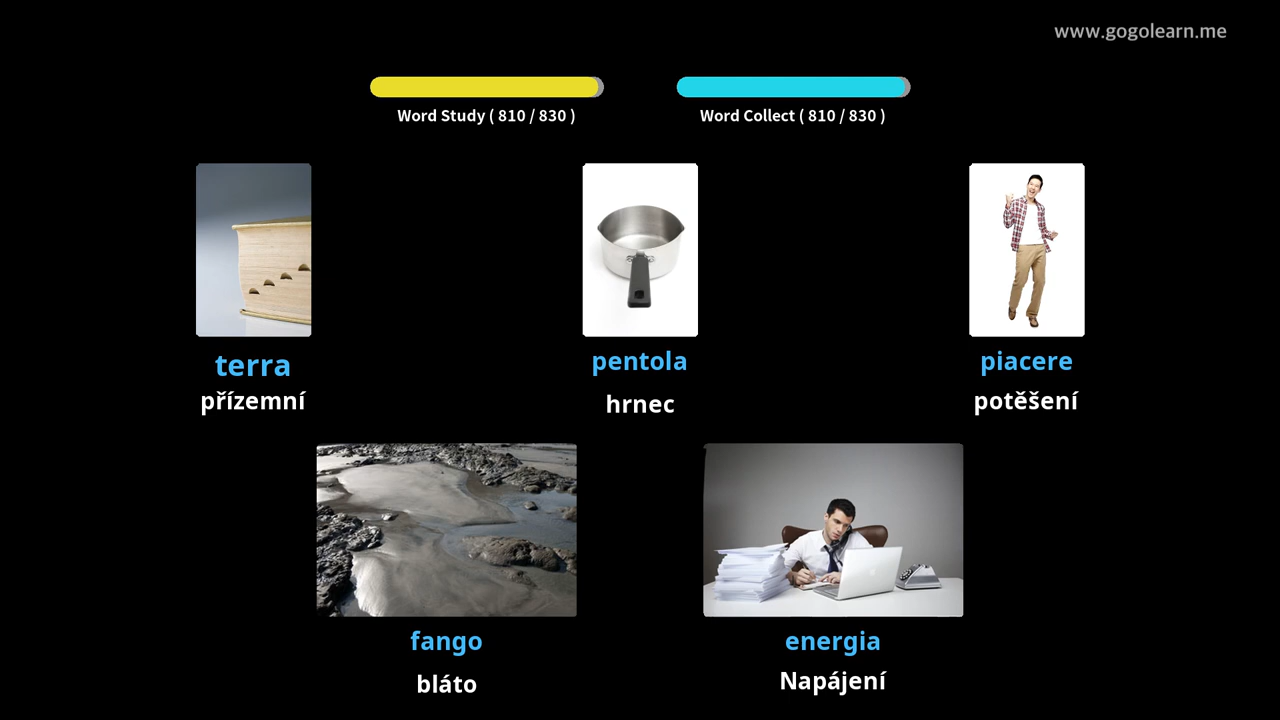 www.gogolearn.me
Word Study ( 810 / 830 )
Word Collect ( 810 / 830 )
terra
přízemní
pentola
hrnec
piacere
potěšení
fango
bláto
energia
Napájení